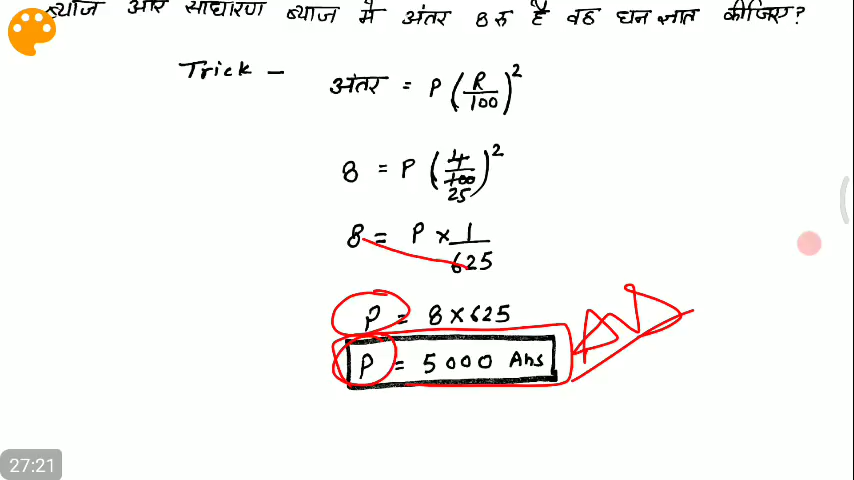 ब्याज और साधारण ब्याज में अंतर 8 रु है वह धन ज्ञात कीजिए?
Trick -
अंतर = P (R/100)²
8 = P (4/100)²
25
8 = P × 1/625
P = 8 × 625
P = 5000 Ans
27:21